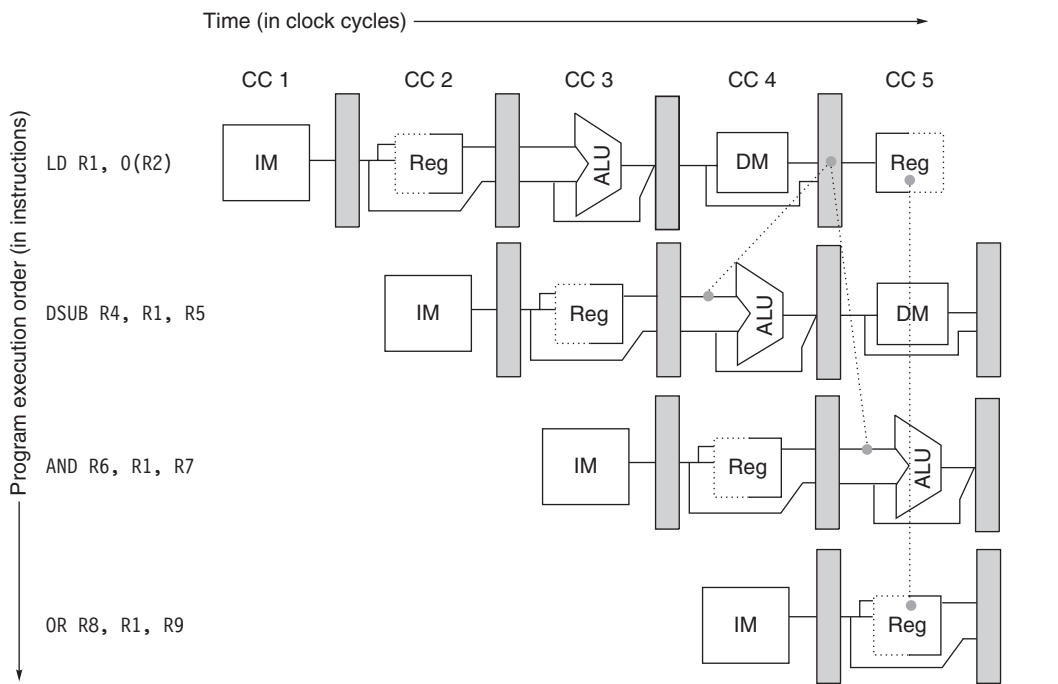 Time (in clock cycles)
CC 1 CC 2 CC 3 CC 4 CC 5
Program execution order (in instructions)
LD R1, 0(R2)
IM Reg ALU DM Reg
DSUB R4, R1, R5
IM Reg ALU DM
AND R6, R1, R7
IM Reg ALU
OR R8, R1, R9
IM Reg